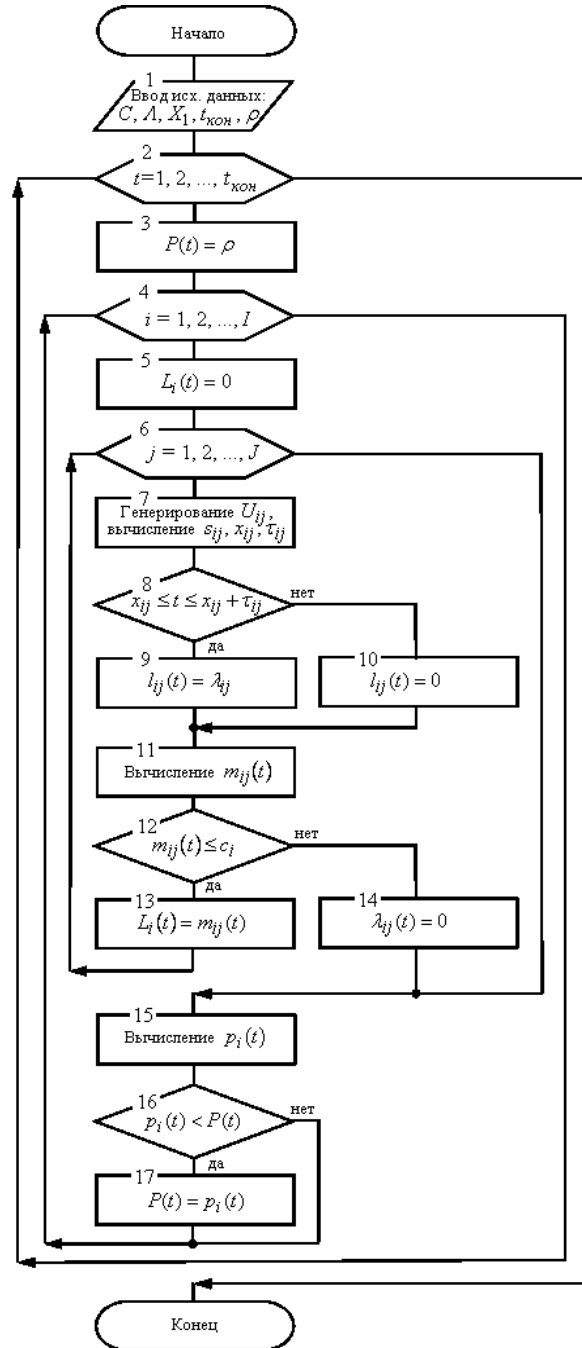 Начало
1
Ввод исх. данных:
C, Λ, X₁, tкон, ρ
2
t=1, 2, ..., tкон
3
P(t) = ρ
4
i = 1, 2, ..., I
5
Lᵢ(t) = 0
6
j = 1, 2, ..., J
7
Генерирование Uᵢⱼ,
вычисление sᵢⱼ, xᵢⱼ, τᵢⱼ
8
xᵢⱼ ≤ t ≤ xᵢⱼ + τᵢⱼ
нет
да
9
lᵢⱼ(t) = λᵢⱼ
10
lᵢⱼ(t) = 0
11
Вычисление mᵢⱼ(t)
12
mᵢⱼ(t) ≤ cᵢ
нет
да
13
Lᵢ(t) = mᵢⱼ(t)
14
λᵢⱼ(t) = 0
15
Вычисление pᵢ(t)
16
pᵢ(t) < P(t)
нет
да
17
P(t) = pᵢ(t)
Конец